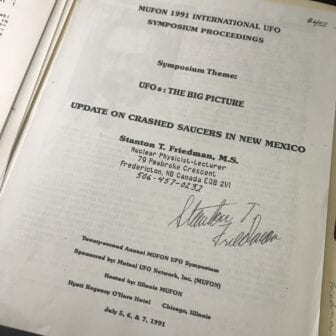 MUFON 1991 INTERNATIONAL UFO
SYMPOSIUM PROCEEDINGS
Symposium Theme:
UFOs: THE BIG PICTURE
UPDATE ON CRASHED SAUCERS IN NEW MEXICO
Stanton T. Friedman, M.S.
Nuclear Physicist-Lecturer
79 Pembroke Crescent
Fredericton, NB Canada E3B 2V1
506-457-0232
Stanton T
Friedman
Twenty-second Annual MUFON UFO Symposium
Sponsored by: Mutual UFO Network, Inc. (MUFON)
Hosted by: Illinois MUFON
Hyatt Regency O'Hare Hotel Chicago, Illinois
July 5, 6, & 7, 1991